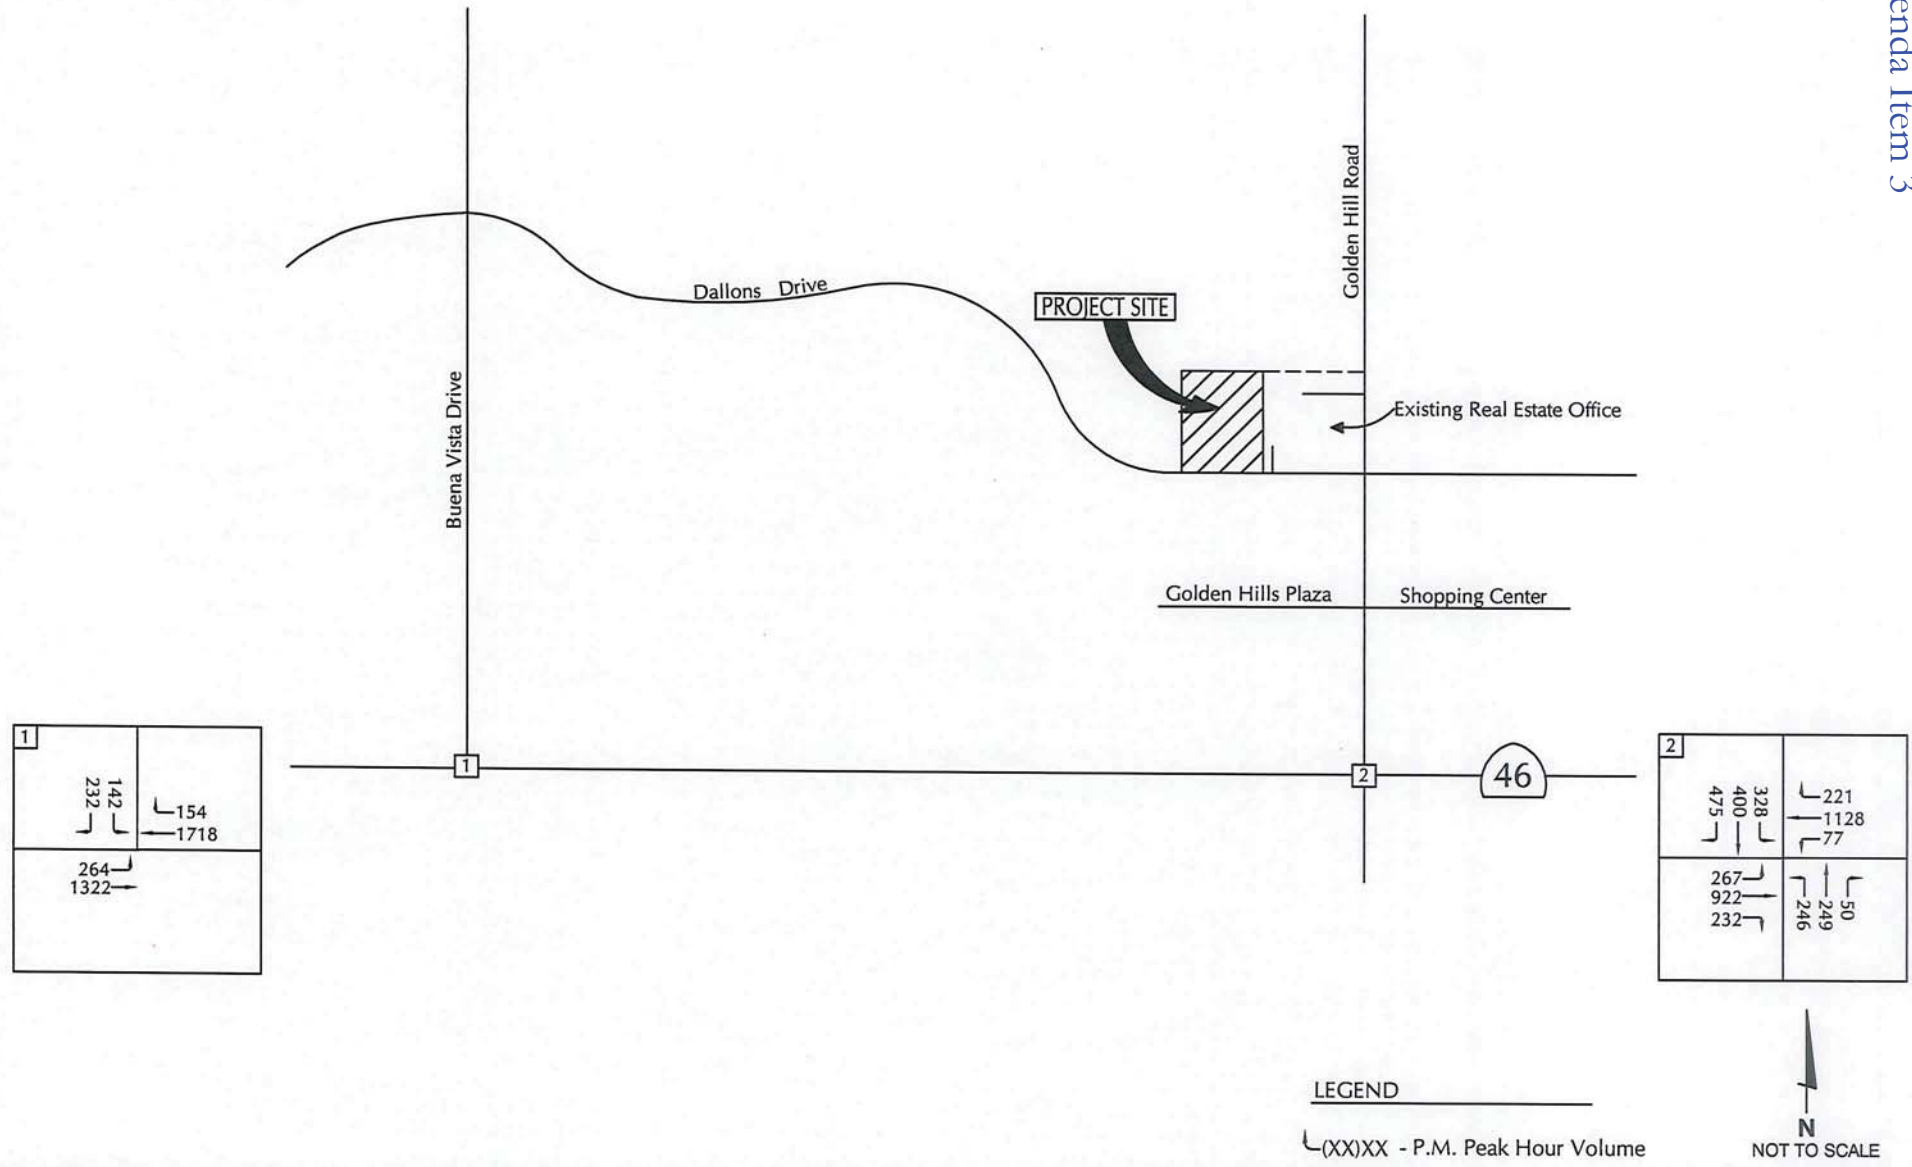 enda Item 3
Golden Hill Road
Dallons Drive
PROJECT SITE
Buena Vista Drive
Existing Real Estate Office
Golden Hills Plaza Shopping Center
1
232
142
154
1718
264
1322
1
2
46
2
475
400
328
221
1128
77
267
922
232
246
249
50
LEGEND
(XX)XX - P.M. Peak Hour Volume
N
NOT TO SCALE